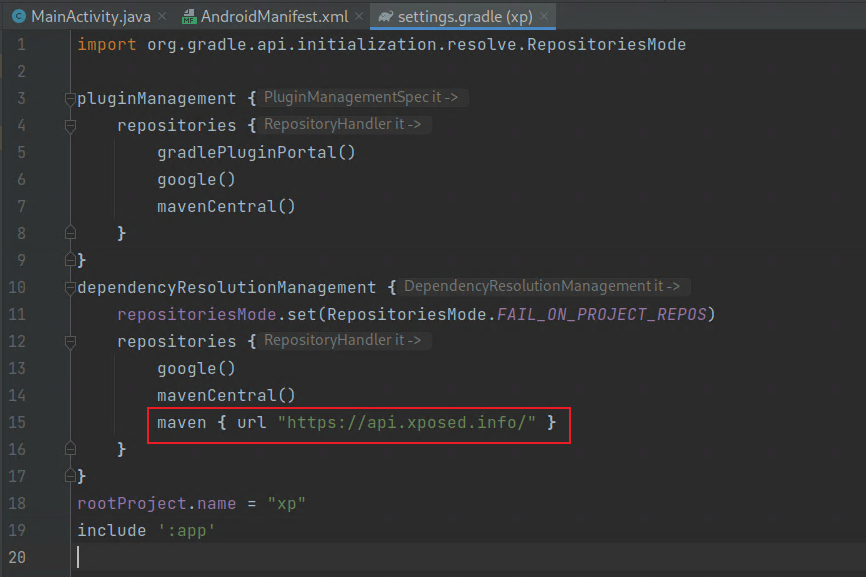 MainActivity.java AndroidManifest.xml settings.gradle (xp)
1 import org.gradle.api.initialization.resolve.RepositoriesMode
2
3 pluginManagement { PluginManagementSpec it ->
4 repositories { RepositoryHandler it ->
5 gradlePluginPortal()
6 google()
7 mavenCentral()
8 }
9 }
10 dependencyResolutionManagement { DependencyResolutionManagement it ->
11 repositoriesMode.set(RepositoriesMode.FAIL_ON_PROJECT_REPOS)
12 repositories { RepositoryHandler it ->
13 google()
14 mavenCentral()
15 maven { url "https://api.xposed.info/" }
16 }
17 }
18 rootProject.name = "xp"
19 include ':app'
20